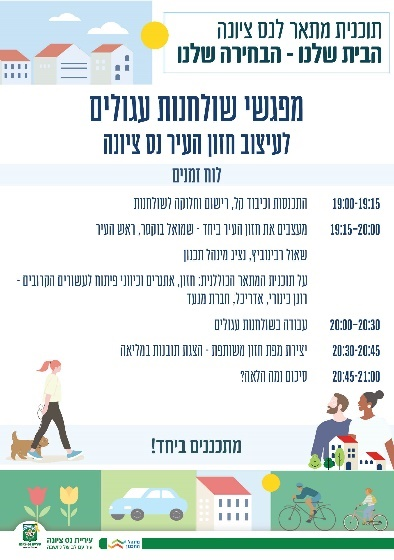 תוכנית מתאר לנס ציונה
הבית שלנו - הבחירה שלנו
מפגשי שולחנות עגולים
לעיצוב חזון העיר נס ציונה
לוח זמנים
19:00-19:15 התכנסות וכיבוד קל, רישום וחלוקה לשולחנות
19:15-20:00 מעצבים את חזון העיר ביחד - שמואל בוקסר, ראש העיר
שאול רבינוביץ, נציג מינהל תכנון
על תוכנית המתאר הכוללנית: חזון, אתגרים וכיווני פיתוח לעשורים הקרובים -
רונן כינורי, אדריכל, חברת מנעד
20:00-20:30 עבודה בשולחנות עגולים
20:30-20:45 יצירת מפת חזון משותפת - הצגת תובנות במליאה
20:45-21:00 סיכום ומה הלאה?
מתכננים ביחד!
עיריית נס ציונה